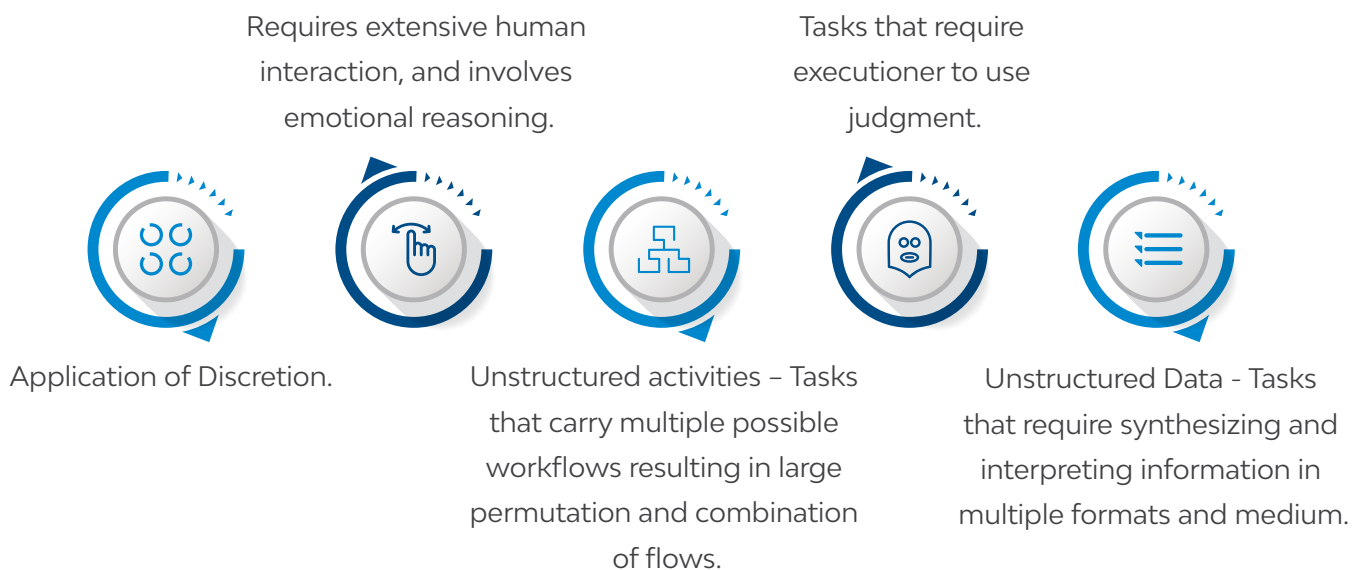 Requires extensive human
interaction, and involves
emotional reasoning.
Tasks that require
executioner to use
judgment.
Application of Discretion.
Unstructured activities – Tasks
that carry multiple possible
workflows resulting in large
permutation and combination
of flows.
Unstructured Data - Tasks
that require synthesizing and
interpreting information in
multiple formats and medium.